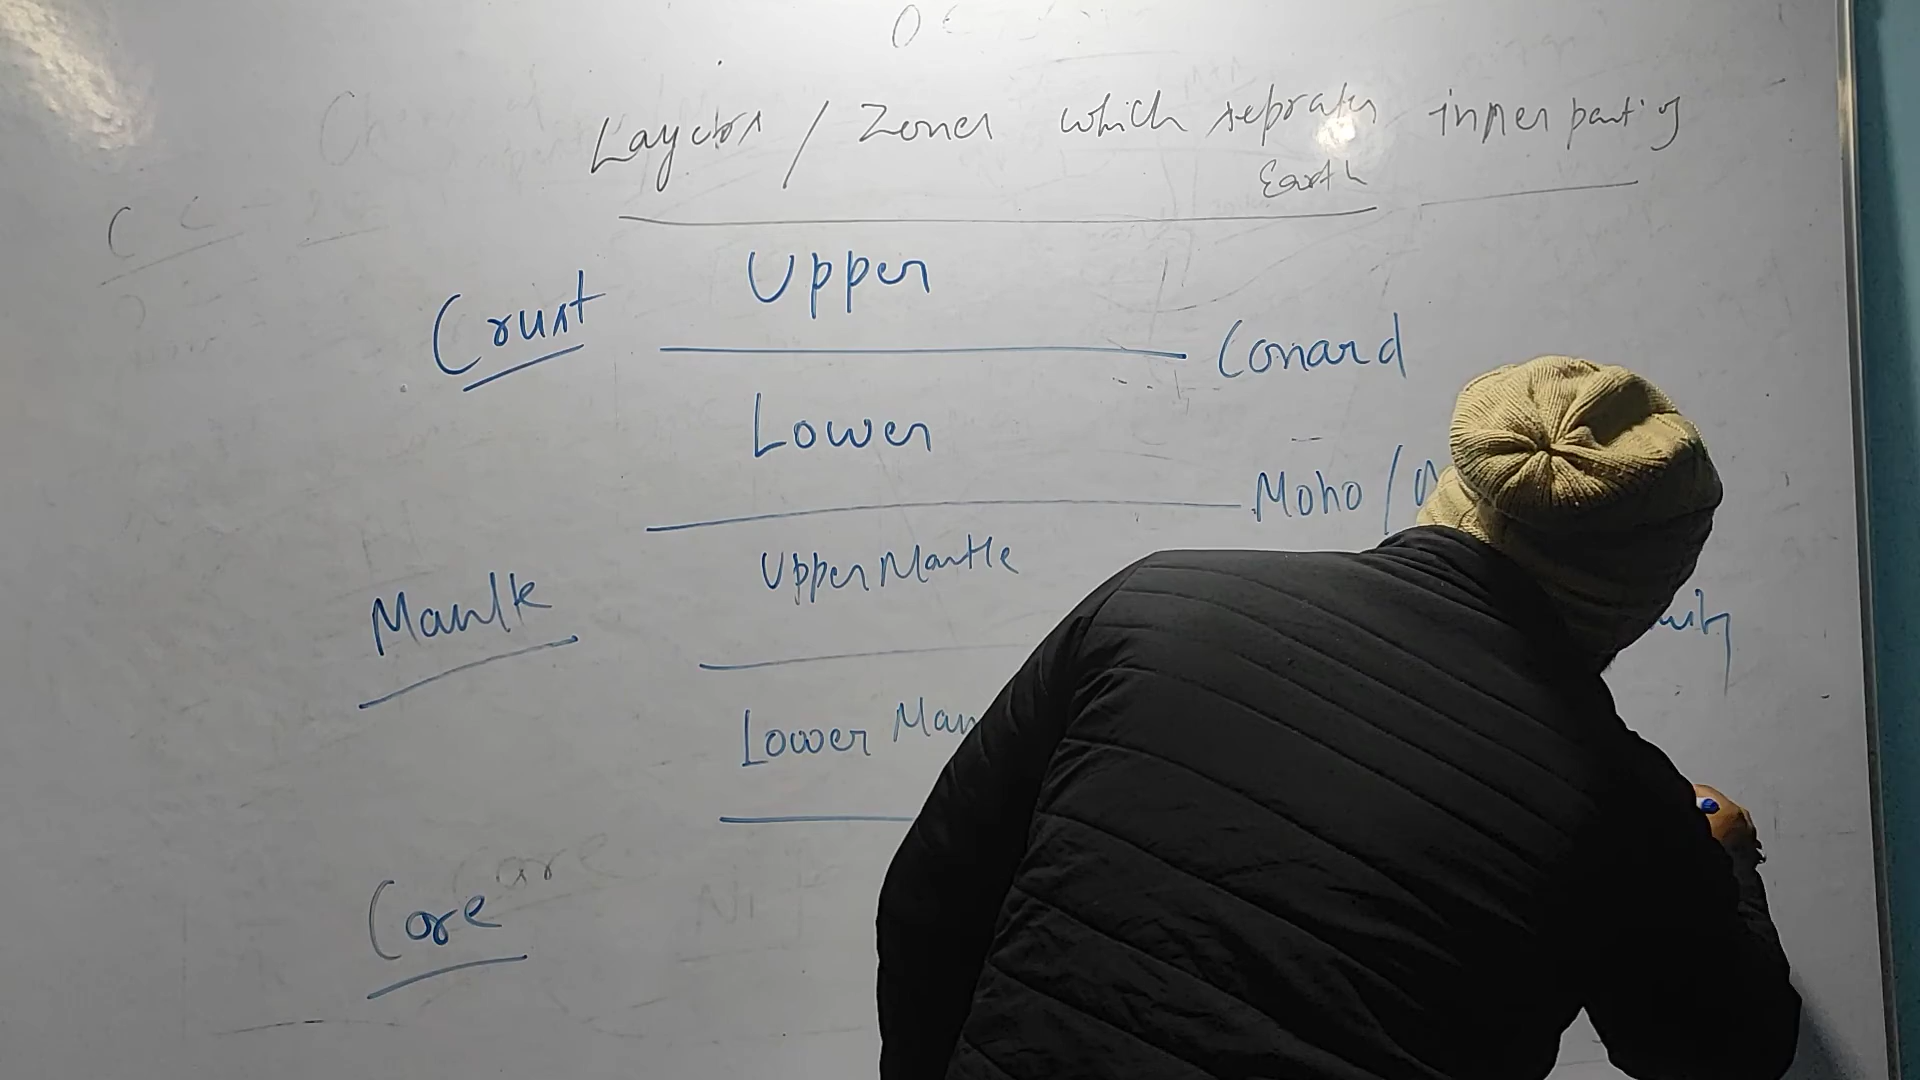 Layers / Zones which seprates inner part of
Earth
Crust
Upper
Conard
Lower
Moho /
Mantle
Upper Mantle
Lower Man
Core